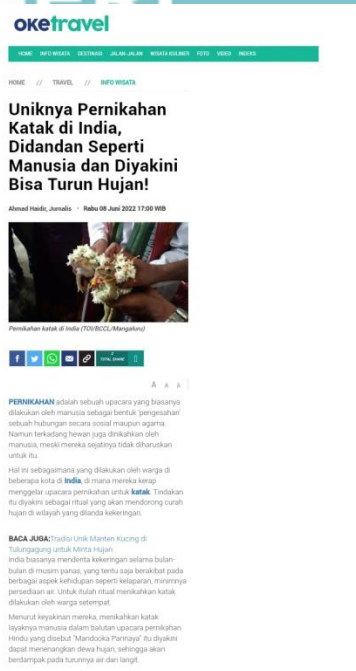 oketravel
HOME INFO WISATA DESTINASI JALAN-JALAN WISATA KULINER FOTO VIDEO INDEKS
HOME // TRAVEL // INFO WISATA
Uniknya Pernikahan
Katak di India,
Didandan Seperti
Manusia dan Diyakini
Bisa Turun Hujan!
Ahmad Haidir, Jurnalis - Rabu 08 Juni 2022 17:00 WIB
Pernikahan katak di India (TOI/BCCL/Mangaluru)
TOTAL SHARE
A A A
PERNIKAHAN adalah sebuah upacara yang biasanya
dilakukan oleh manusia sebagai bentuk 'pengesahan'
sebuah hubungan secara sosial maupun agama.
Namun terkadang hewan juga dinikahkan oleh
manusia, meski mereka sejatinya tidak diharuskan
untuk itu.
Hal ini sebagaimana yang dilakukan oleh warga di
beberapa kota di India, di mana mereka kerap
menggelar upacara pernikahan untuk katak. Tindakan
itu diyakini sebagai ritual yang akan mendorong curah
hujan di wilayah yang dilanda kekeringan.
BACA JUGA:Tradisi Unik Manten Kucing di
Tulungagung untuk Minta Hujan
India biasanya menderita kekeringan selama bulan-
bulan di musim panas, yang tentu saja berakibat pada
berbagai aspek kehidupan seperti kelaparan, minimnya
persediaan air. Untuk itulah ritual menikahkan katak
dilakukan oleh warga setempat.
Menurut keyakinan mereka, menikahkan katak
layaknya manusia dalam balutan upacara pernikahan
Hindu yang disebut "Mandooka Parinaya" itu diyakini
dapat menenangkan dewa hujan, sehingga akan
berdampak pada turunnya air dari langit.